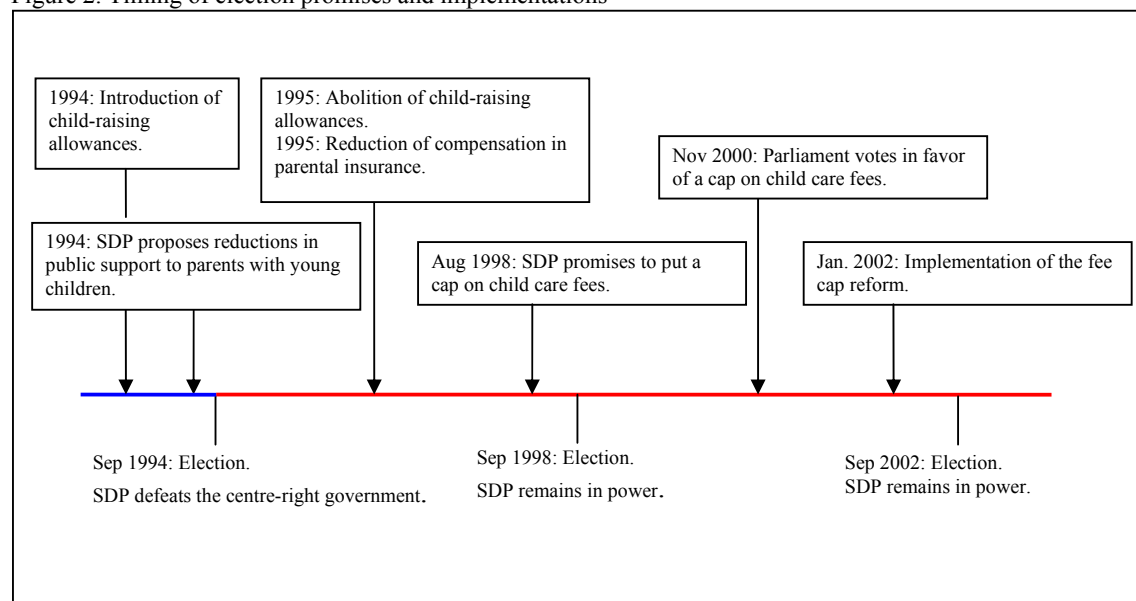 Figure 2. Timing of election promises and implementations
1994: Introduction of
child-raising
allowances.
1995: Abolition of child-raising
allowances.
1995: Reduction of compensation in
parental insurance.
Nov 2000: Parliament votes in favor
of a cap on child care fees.
1994: SDP proposes reductions in
public support to parents with young
children.
Aug 1998: SDP promises to put a
cap on child care fees.
Jan. 2002: Implementation of the fee
cap reform.
Sep 1994: Election.
SDP defeats the centre-right government.
Sep 1998: Election.
SDP remains in power.
Sep 2002: Election.
SDP remains in power.